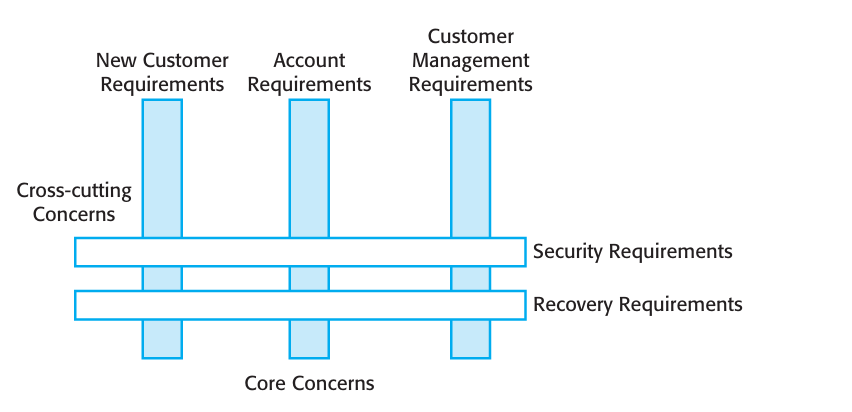 New Customer
Requirements
Account
Requirements
Customer
Management
Requirements
Cross-cutting
Concerns
Security Requirements
Recovery Requirements
Core Concerns